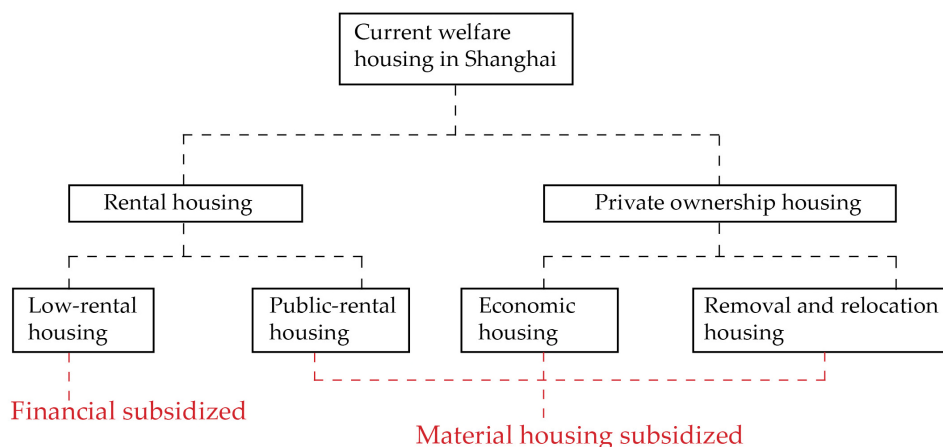 Current welfare
housing in Shanghai
Rental housing
Private ownership housing
Low-rental
housing
Public-rental
housing
Economic
housing
Removal and relocation
housing
Financial subsidized
Material housing subsidized